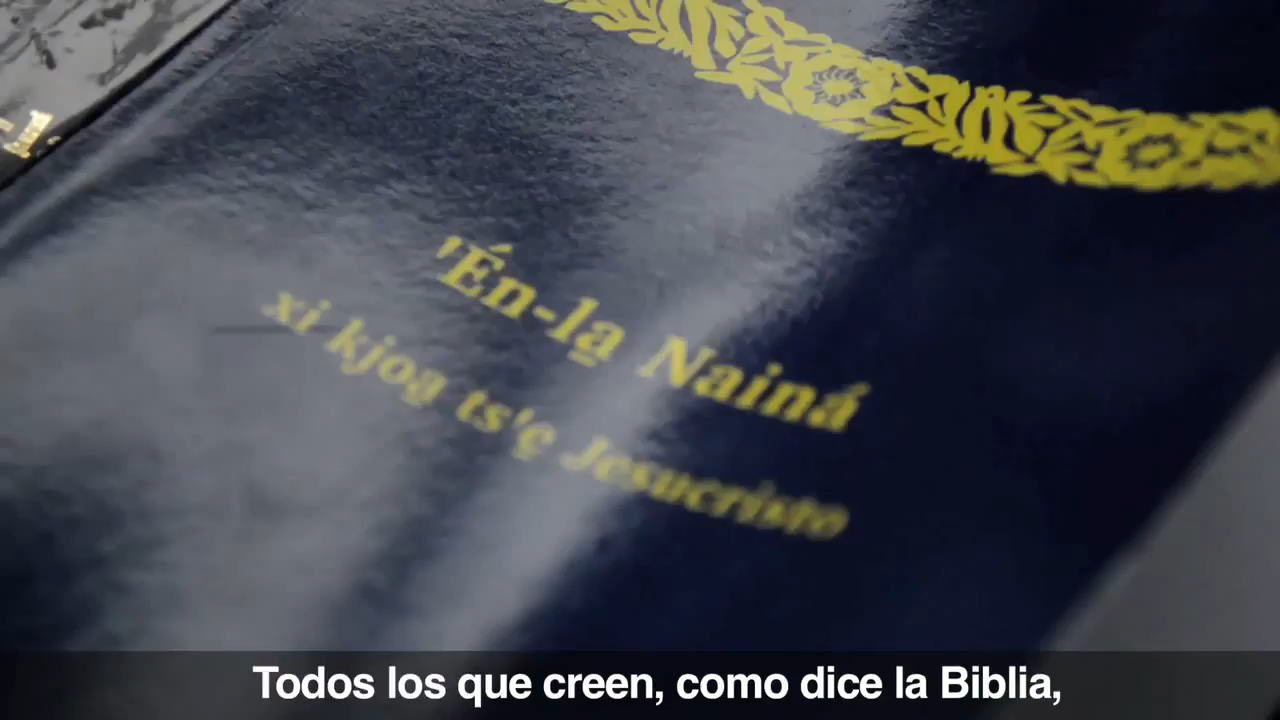 'Én-la̱ Nainá
xi kjoa̱ ts'e̱ Jesucristo
Todos los que creen, como dice la Biblia,